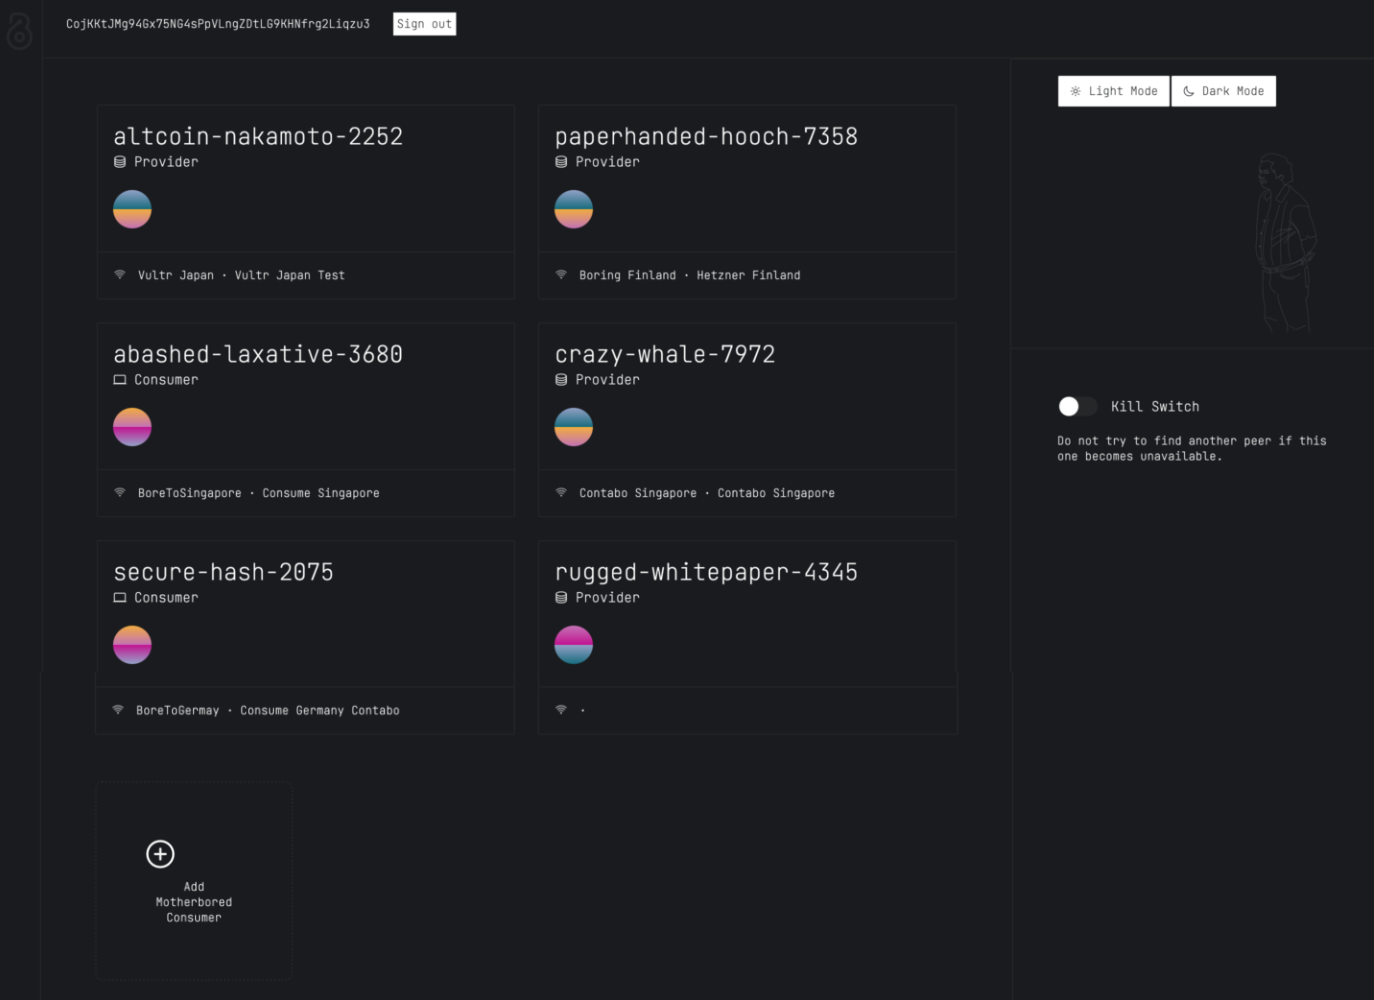 CojKKtJMg94Gx75NG4sPpVLngZDtLG9KHNfrg2Liqzu3 Sign out
Light Mode Dark Mode
altcoin-nakamoto-2252
Provider
Vultr Japan · Vultr Japan Test
paperhanded-hooch-7358
Provider
Boring Finland · Hetzner Finland
abashed-laxative-3680
Consumer
BoreToSingapore · Consume Singapore
crazy-whale-7972
Provider
Contabo Singapore · Contabo Singapore
secure-hash-2075
Consumer
BoreToGermay · Consume Germany Contabo
rugged-whitepaper-4345
Provider
·
Add
Motherbored
Consumer
Kill Switch
Do not try to find another peer if this
one becomes unavailable.